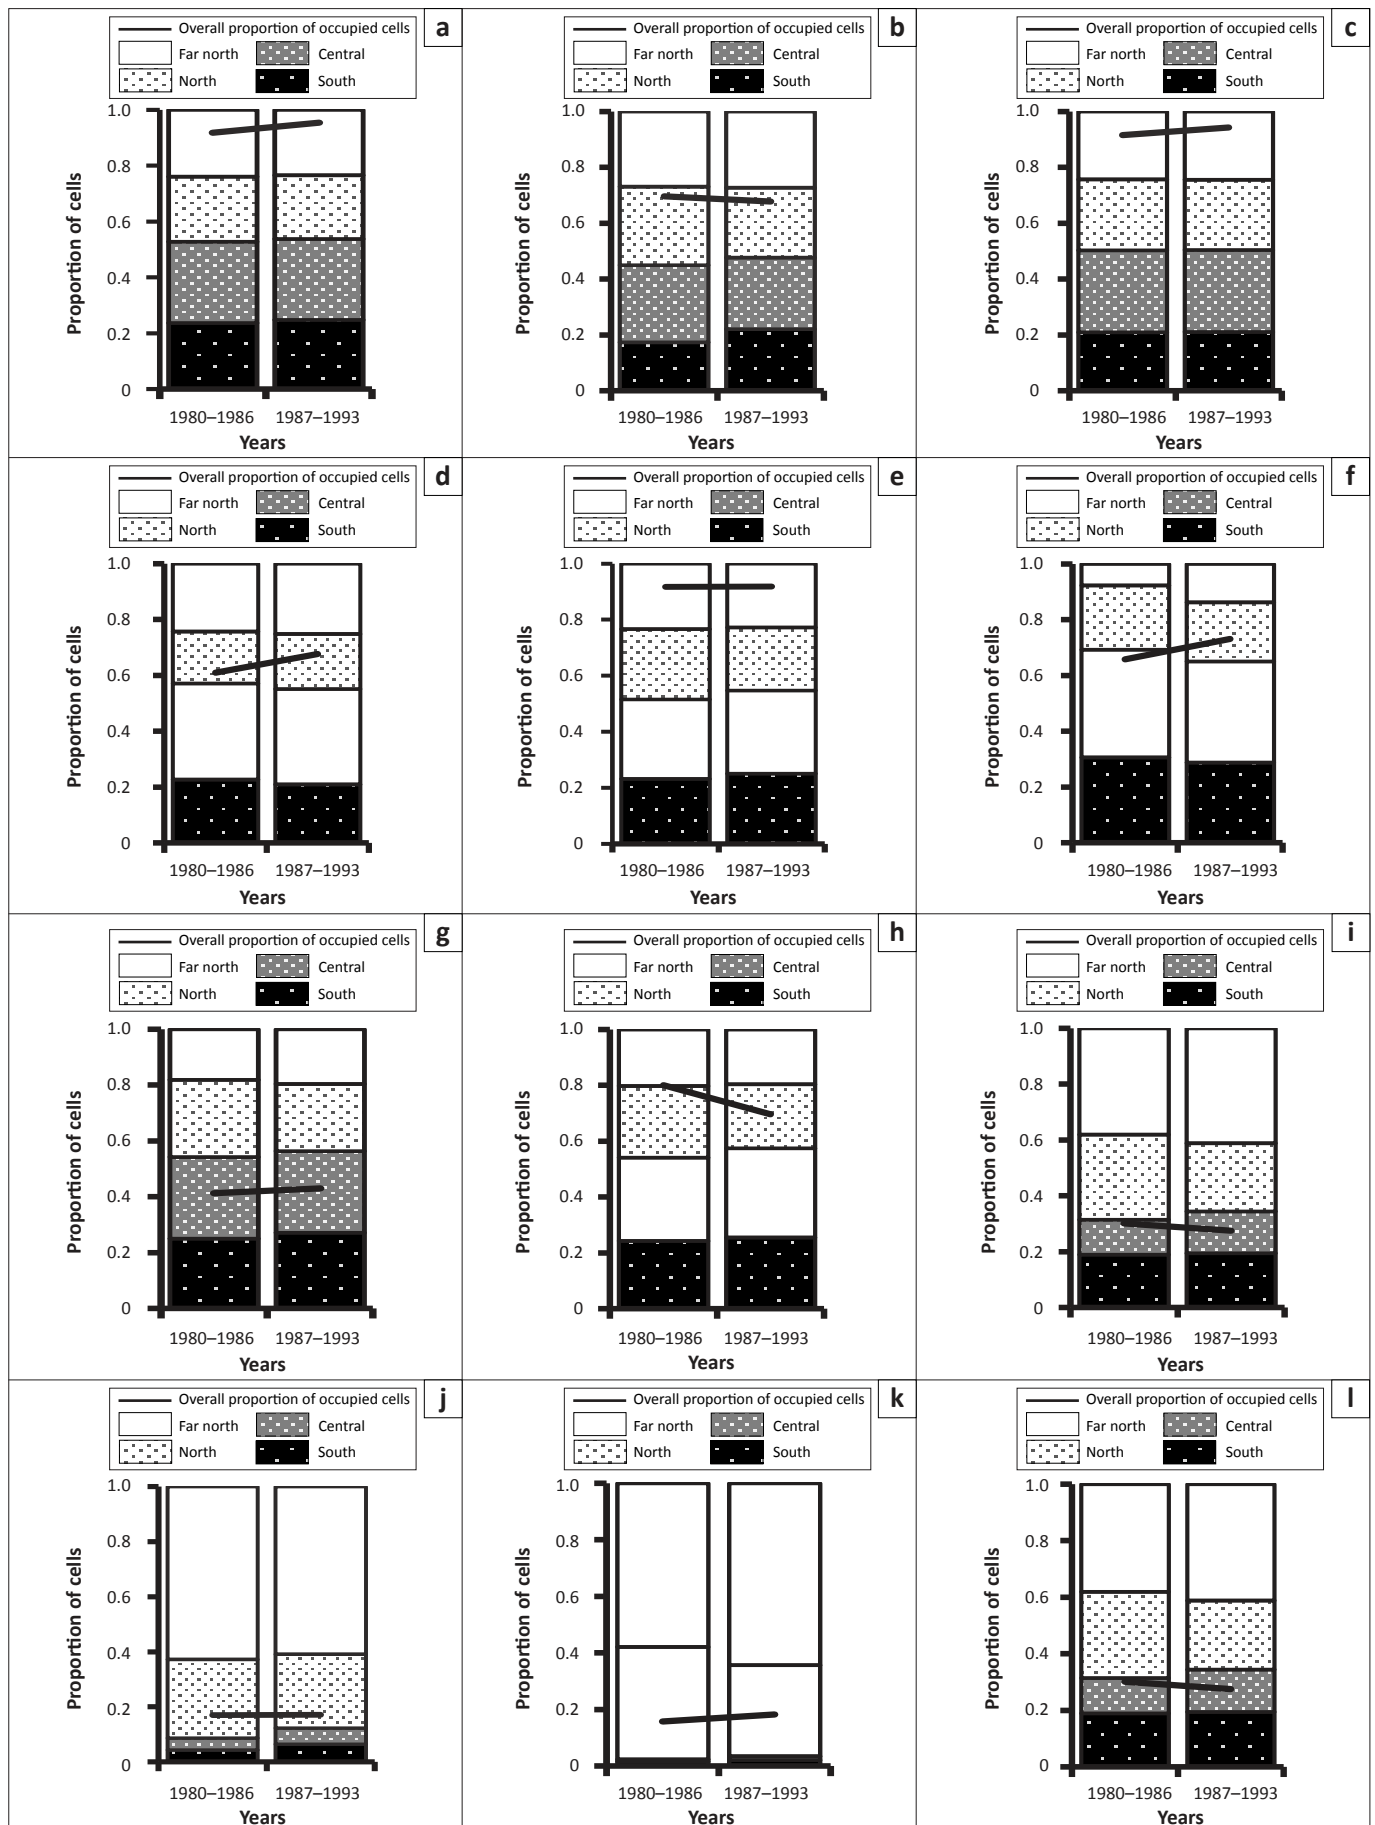 a
Overall proportion of occupied cells
Far north Central
North South
1.0
0.8
0.6
0.4
0.2
0
Proportion of cells
1980–1986 1987–1993
Years
b
Overall proportion of occupied cells
Far north Central
North South
1.0
0.8
0.6
0.4
0.2
0
Proportion of cells
1980–1986 1987–1993
Years
c
Overall proportion of occupied cells
Far north Central
North South
1.0
0.8
0.6
0.4
0.2
0
Proportion of cells
1980–1986 1987–1993
Years
d
Overall proportion of occupied cells
Far north Central
North South
1.0
0.8
0.6
0.4
0.2
0
Proportion of cells
1980–1986 1987–1993
Years
e
Overall proportion of occupied cells
Far north Central
North South
1.0
0.8
0.6
0.4
0.2
0
Proportion of cells
1980–1986 1987–1993
Years
f
Overall proportion of occupied cells
Far north Central
North South
1.0
0.8
0.6
0.4
0.2
0
Proportion of cells
1980–1986 1987–1993
Years
g
Overall proportion of occupied cells
Far north Central
North South
1.0
0.8
0.6
0.4
0.2
0
Proportion of cells
1980–1986 1987–1993
Years
h
Overall proportion of occupied cells
Far north Central
North South
1.0
0.8
0.6
0.4
0.2
0
Proportion of cells
1980–1986 1987–1993
Years
i
Overall proportion of occupied cells
Far north Central
North South
1.0
0.8
0.6
0.4
0.2
0
Proportion of cells
1980–1986 1987–1993
Years
j
Overall proportion of occupied cells
Far north Central
North South
1.0
0.8
0.6
0.4
0.2
0
Proportion of cells
1980–1986 1987–1993
Years
k
Overall proportion of occupied cells
Far north Central
North South
1.0
0.8
0.6
0.4
0.2
0
Proportion of cells
1980–1986 1987–1993
Years
l
Overall proportion of occupied cells
Far north Central
North South
1.0
0.8
0.6
0.4
0.2
0
Proportion of cells
1980–1986 1987–1993
Years